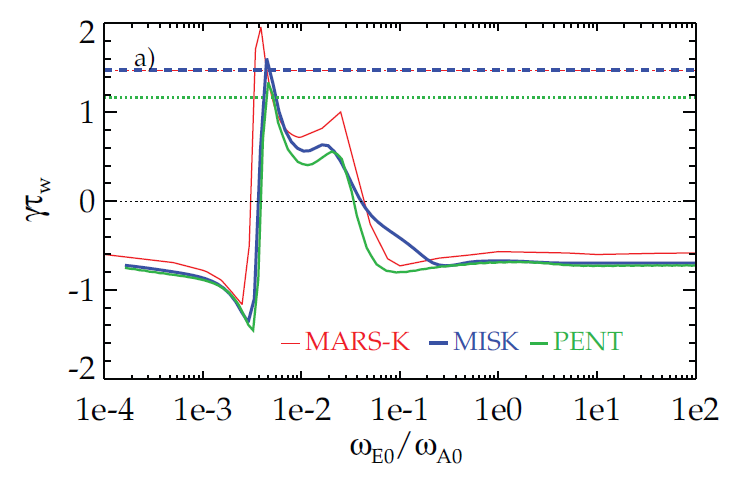 2
a)
1
0
-1
-2
γτw
MARS-K MISK PENT
1e-4 1e-3 1e-2 1e-1 1e0 1e1 1e2
ωE0/ωA0